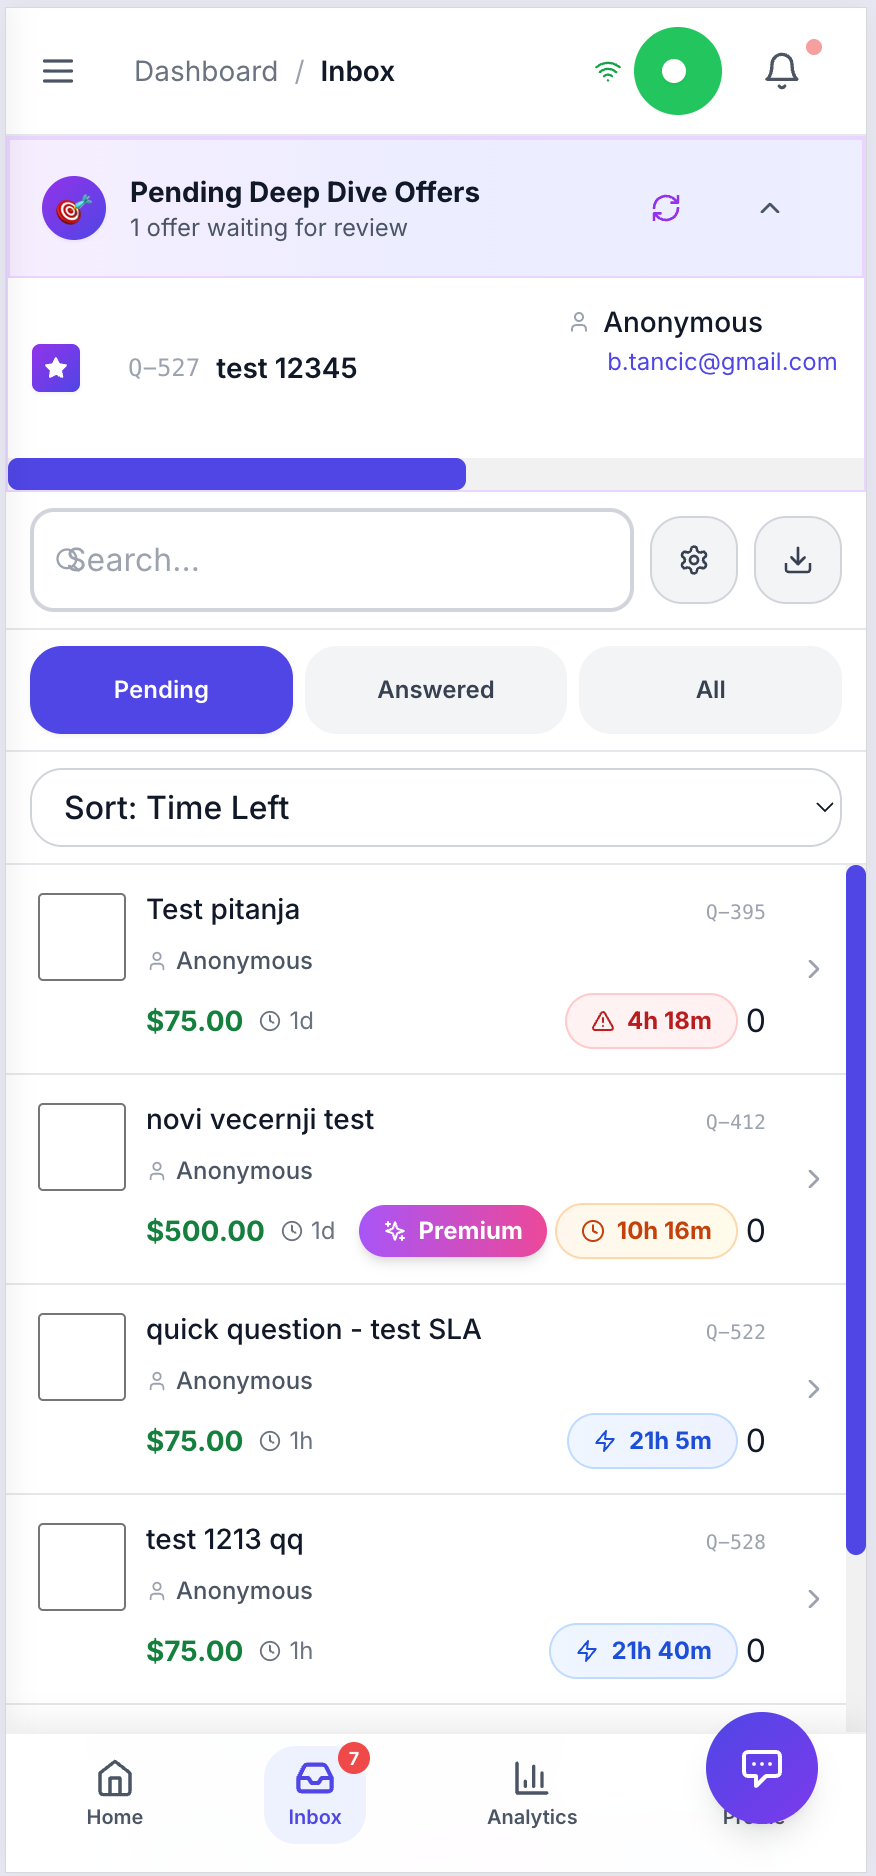 Dashboard / Inbox
Pending Deep Dive Offers
1 offer waiting for review
Anonymous
Q-527 test 12345
b.tancic@gmail.com
Search...
Pending Answered All
Sort: Time Left
Test pitanja Q-395
Anonymous
$75.00 1d 4h 18m 0
novi vecernji test Q-412
Anonymous
$500.00 1d Premium 10h 16m 0
quick question - test SLA Q-522
Anonymous
$75.00 1h 21h 5m 0
test 1213 qq Q-528
Anonymous
$75.00 1h 21h 40m 0
7
Home Inbox Analytics